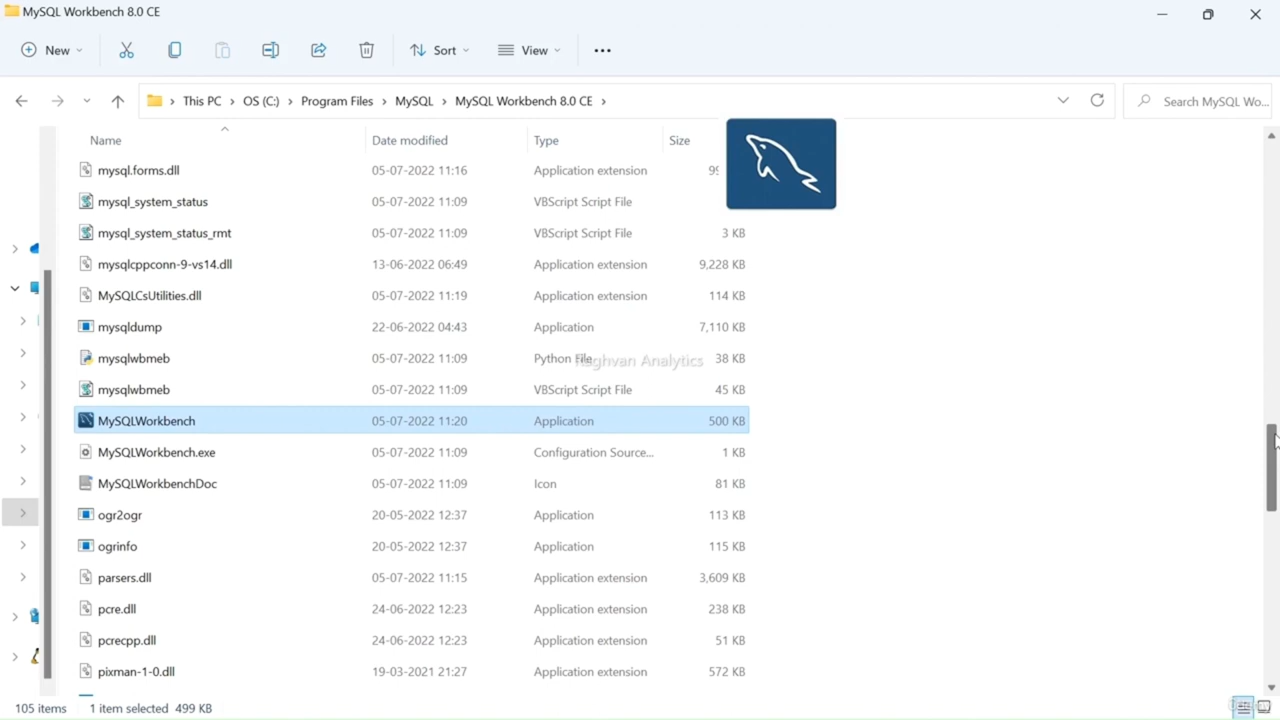 MySQL Workbench 8.0 CE
New Sort View
This PC OS (C:) Program Files MySQL MySQL Workbench 8.0 CE Search MySQL Wo...
Name Date modified Type Size
mysql.forms.dll 05-07-2022 11:16 Application extension
mysql_system_status 05-07-2022 11:09 VBScript Script File
mysql_system_status_rmt 05-07-2022 11:09 VBScript Script File 3 KB
mysqlcppconn-9-vs14.dll 13-06-2022 06:49 Application extension 9,228 KB
MySQLCsUtilities.dll 05-07-2022 11:19 Application extension 114 KB
mysqldump 22-06-2022 04:43 Application 7,110 KB
mysqlwbmeb 05-07-2022 11:09 Python File 38 KB
Raghvan Analytics
mysqlwbmeb 05-07-2022 11:09 VBScript Script File 45 KB
MySQLWorkbench 05-07-2022 11:20 Application 500 KB
MySQLWorkbench.exe 05-07-2022 11:09 Configuration Source... 1 KB
MySQLWorkbenchDoc 05-07-2022 11:09 Icon 81 KB
ogr2ogr 20-05-2022 12:37 Application 113 KB
ogrinfo 20-05-2022 12:37 Application 115 KB
parsers.dll 05-07-2022 11:15 Application extension 3,609 KB
pcre.dll 24-06-2022 12:23 Application extension 238 KB
pcrecpp.dll 24-06-2022 12:23 Application extension 51 KB
pixman-1-0.dll 19-03-2021 21:27 Application extension 572 KB
105 items 1 item selected 499 KB